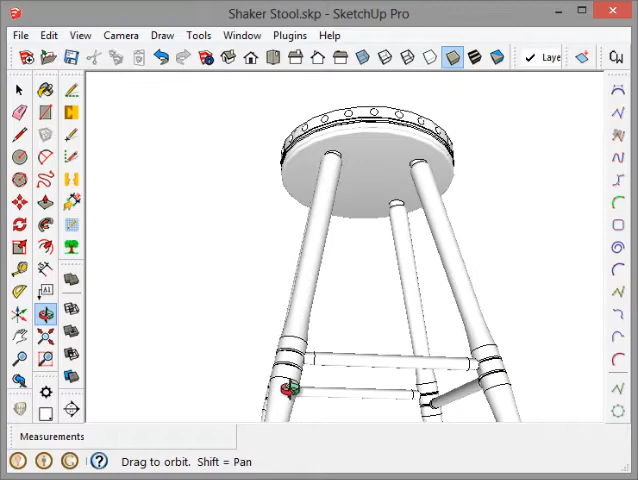 Shaker Stool.skp - SketchUp Pro
File Edit View Camera Draw Tools Window Plugins Help
Laye
A1
Measurements
Drag to orbit. Shift = Pan